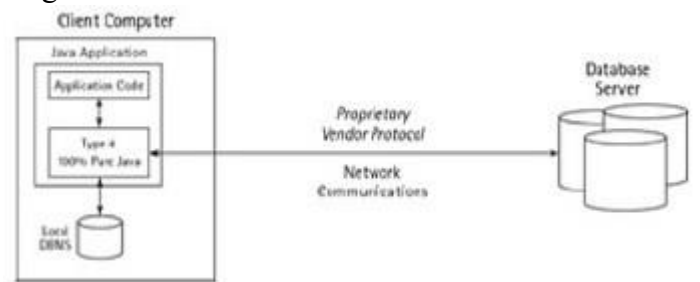 Client Computer
Java Application
Application Code
Type 4
100% Pure Java
Local
DBMS
Proprietary
Vendor Protocol
Network
Communications
Database
Server